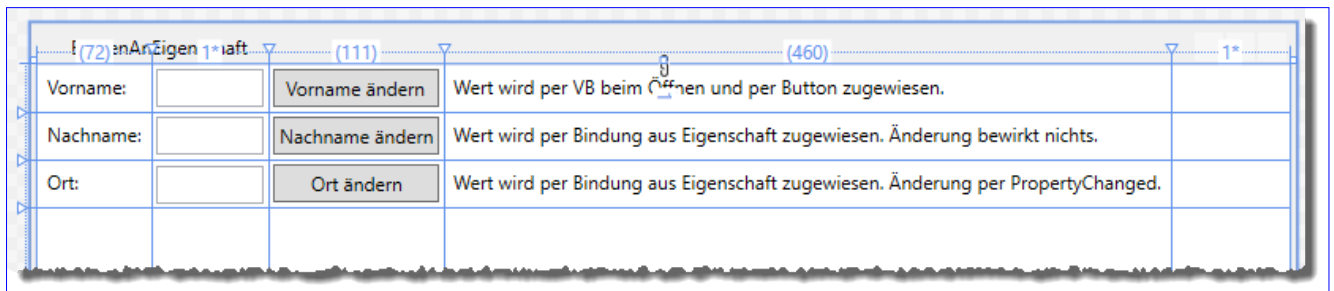 (72) 1* (111) (460) 1*
Vorname: Vorname ändern Wert wird per VB beim Öffnen und per Button zugewiesen.
Nachname: Nachname ändern Wert wird per Bindung aus Eigenschaft zugewiesen. Änderung bewirkt nichts.
Ort: Ort ändern Wert wird per Bindung aus Eigenschaft zugewiesen. Änderung per PropertyChanged.